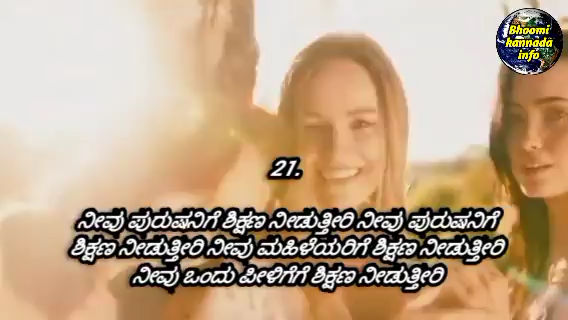 Bhoomi
kannada
info
21.
ನೀವು ಪುರುಷನಿಗೆ ಶಿಕ್ಷಣ ನೀಡುತ್ತೀರಿ ನೀವು ಪುರುಷನಿಗೆ
ಶಿಕ್ಷಣ ನೀಡುತ್ತೀರಿ ನೀವು ಮಹಿಳೆಯರಿಗೆ ಶಿಕ್ಷಣ ನೀಡುತ್ತೀರಿ
ನೀವು ಒಂದು ಪೀಳಿಗೆಗೆ ಶಿಕ್ಷಣ ನೀಡುತ್ತೀರಿ